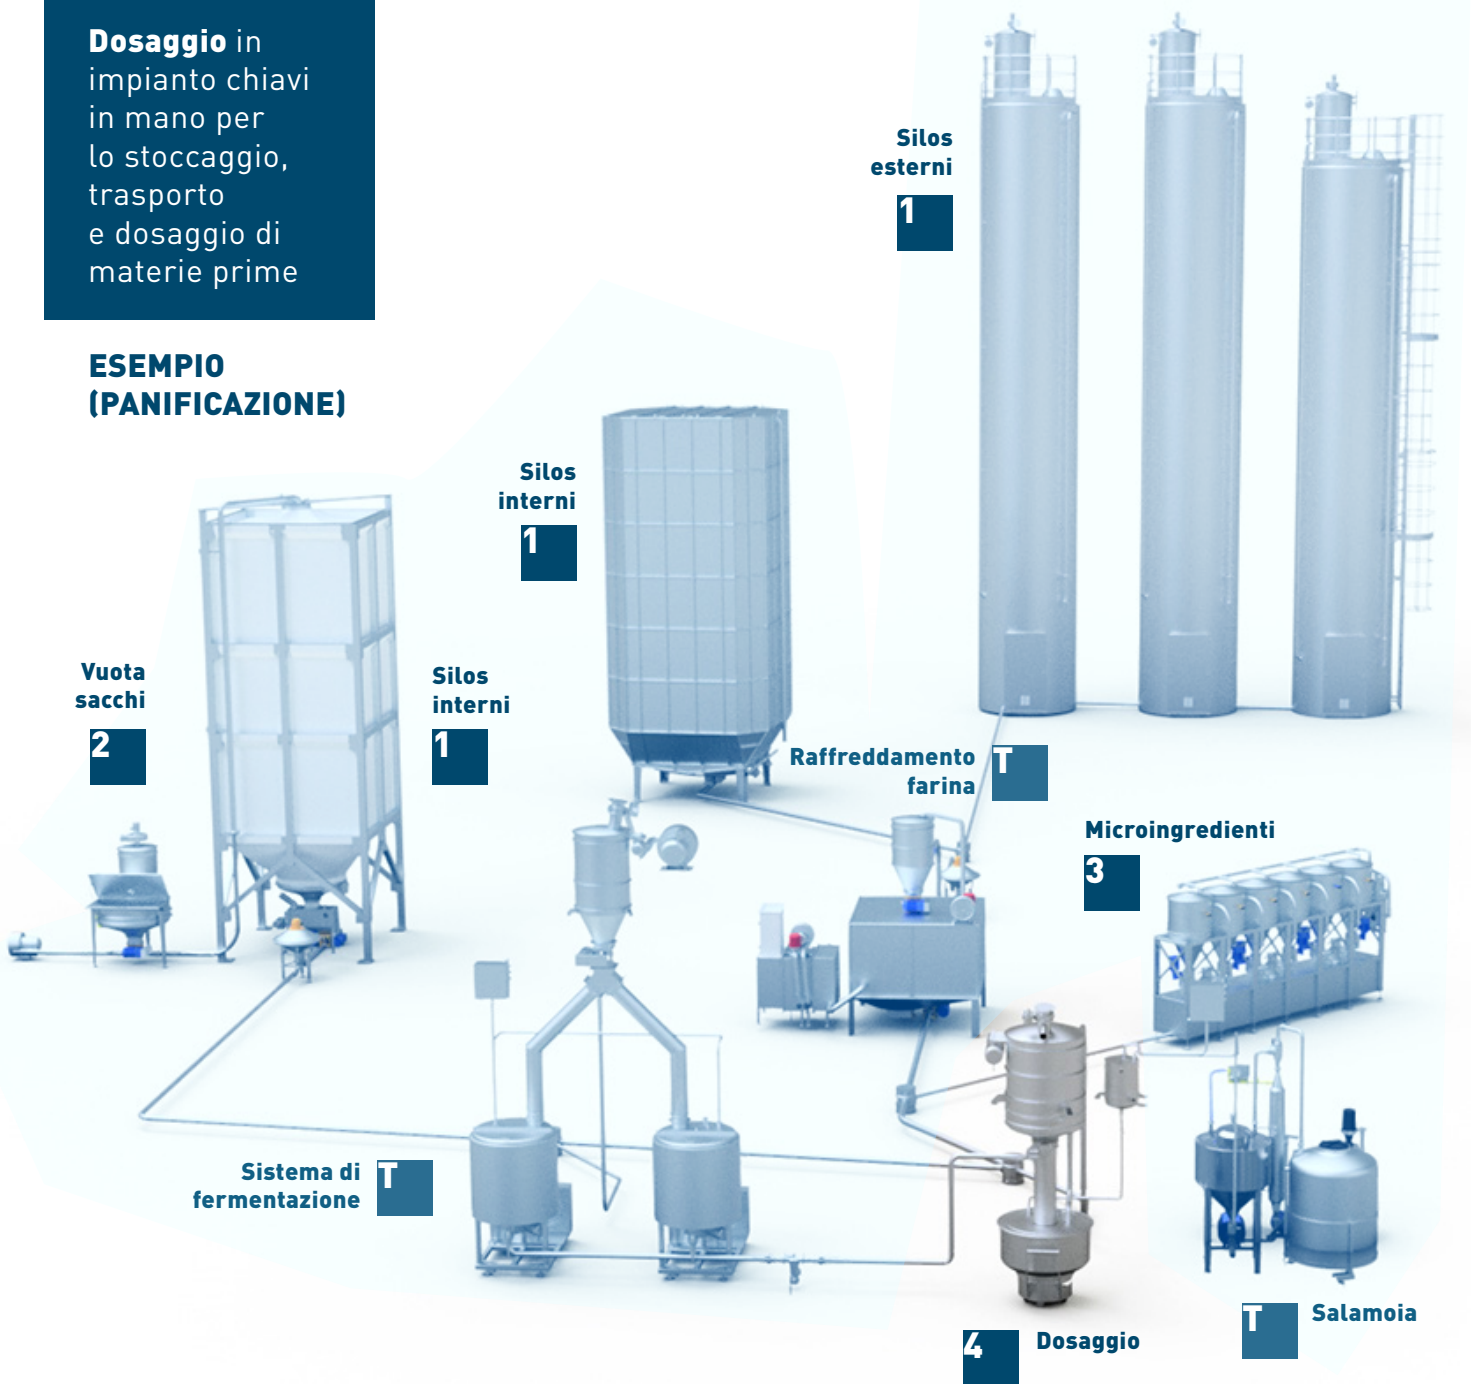 Dosaggio in
impianto chiavi
in mano per
lo stoccaggio,
trasporto
e dosaggio di
materie prime
ESEMPIO
(PANIFICAZIONE)
Silos
esterni
1
Silos
interni
1
Vuota
sacchi
2
Silos
interni
1
Raffreddamento
farina
T
Microingredienti
3
Sistema di
fermentazione
T
4
Dosaggio
T
Salamoia